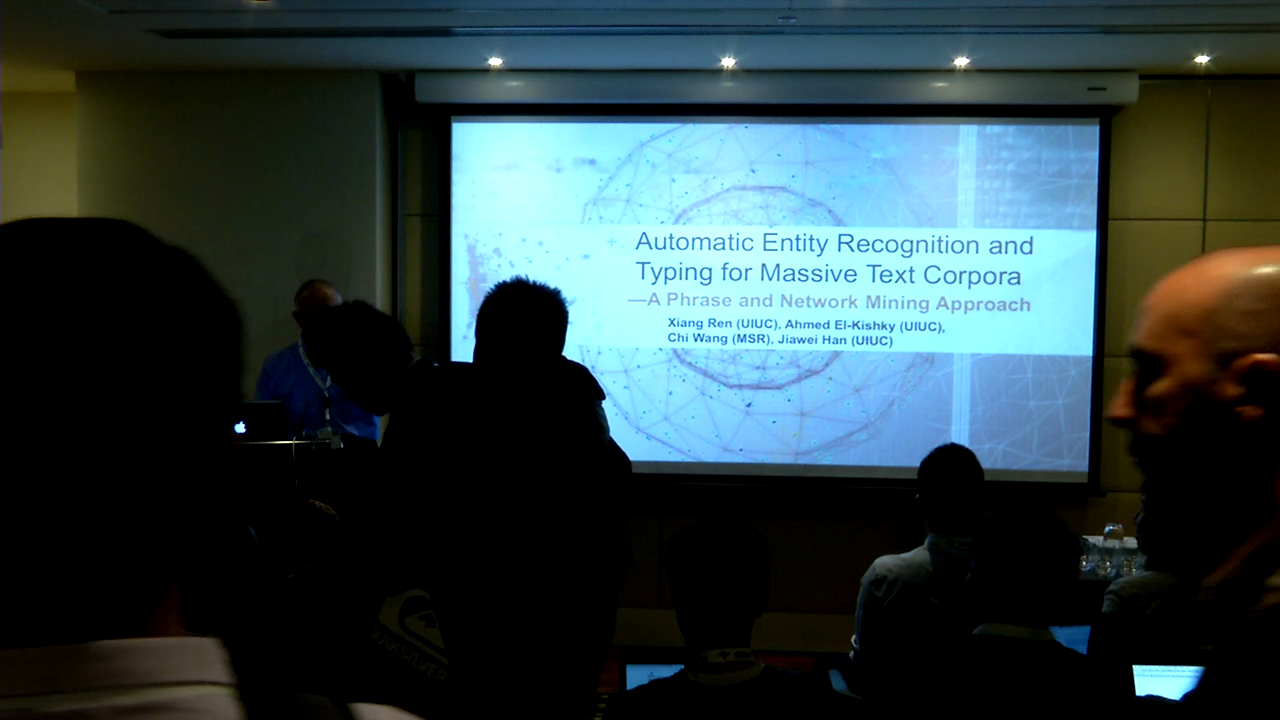 Automatic Entity Recognition and
Typing for Massive Text Corpora
—A Phrase and Network Mining Approach
Xiang Ren (UIUC), Ahmed El-Kishky (UIUC),
Chi Wang (MSR), Jiawei Han (UIUC)
QUIKSILVER